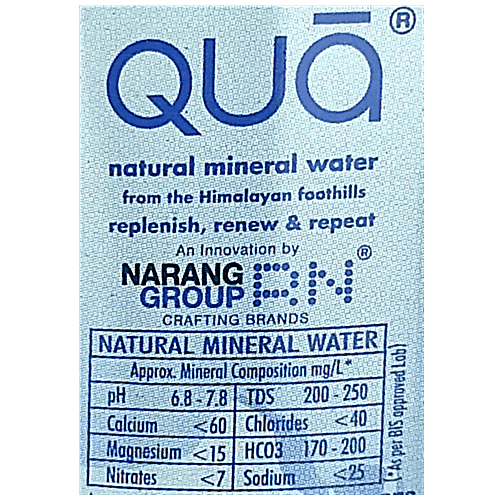 QUā®
natural mineral water
from the Himalayan foothills
replenish, renew & repeat
An Innovation by
NARANG
GROUP RN®
CRAFTING BRANDS
NATURAL MINERAL WATER
Approx. Mineral Composition mg/L*
pH 6.8 - 7.8 TDS 200 - 250
Calcium <60 Chlorides <40
Magnesium <15 HCO3 170 - 200
Nitrates <7 Sodium <25
(*As per BIS approved Lab)